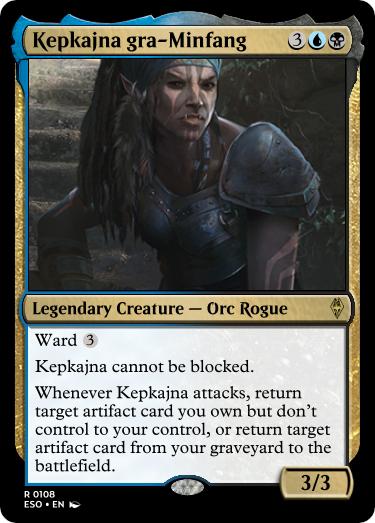 Kepkajna gra-Minfang 3
Legendary Creature — Orc Rogue
Ward 3
Kepkajna cannot be blocked.
Whenever Kepkajna attacks, return
target artifact card you own but don't
control to your control, or return target
artifact card from your graveyard to the
battlefield.
3/3
R 0108
ESO • EN